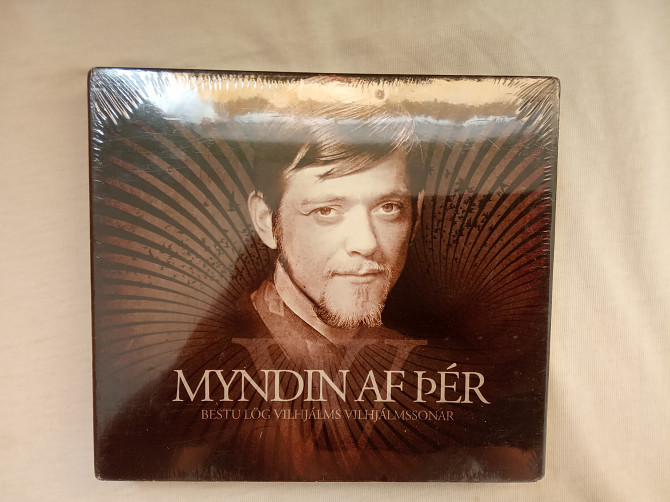 MYNDIN AF ÞÉR
BESTU LÖG VILHJÁLMS VILHJÁLMSSONAR